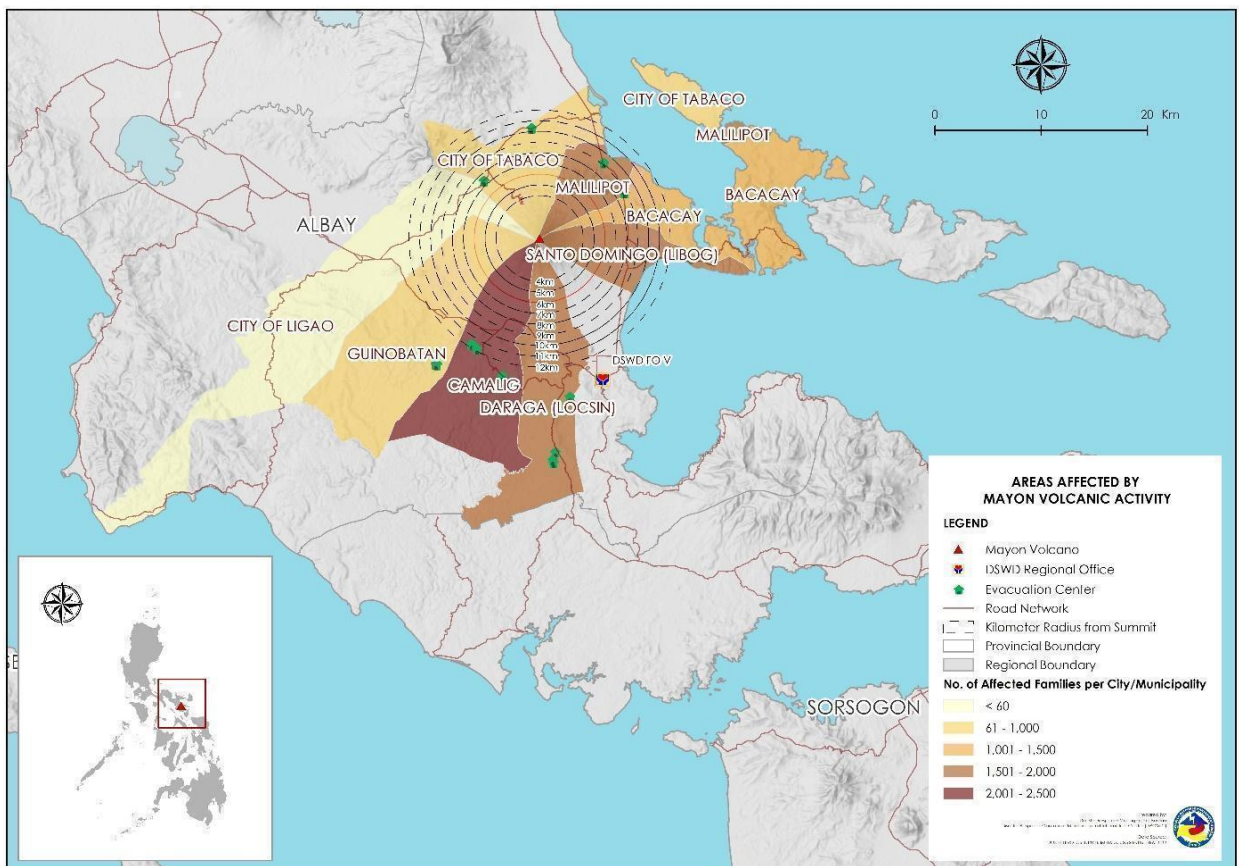 CITY OF TABACO
MALILIPOT
0 10 20 Km
CITY OF TABACO
MALILIPOT
BACACAY
BAGACAY
ALBAY
SANTO DOMINGO (LIBOG)
4km
5km
6km
7km
8km
9km
10km
11km
12km
CITY OF LIGAO
GUINOBATAN
DSWD FO V
CAMALIG
DARAGA (LOCSIN)
SORSOGON
AREAS AFFECTED BY
MAYON VOLCANIC ACTIVITY
LEGEND
Mayon Volcano
DSWD Regional Office
Evacuation Center
Road Network
Kilometer Radius from Summit
Provincial Boundary
Regional Boundary
No. of Affected Families per City/Municipality
< 60
61 - 1,000
1,001 - 1,500
1,501 - 2,000
2,001 - 2,500